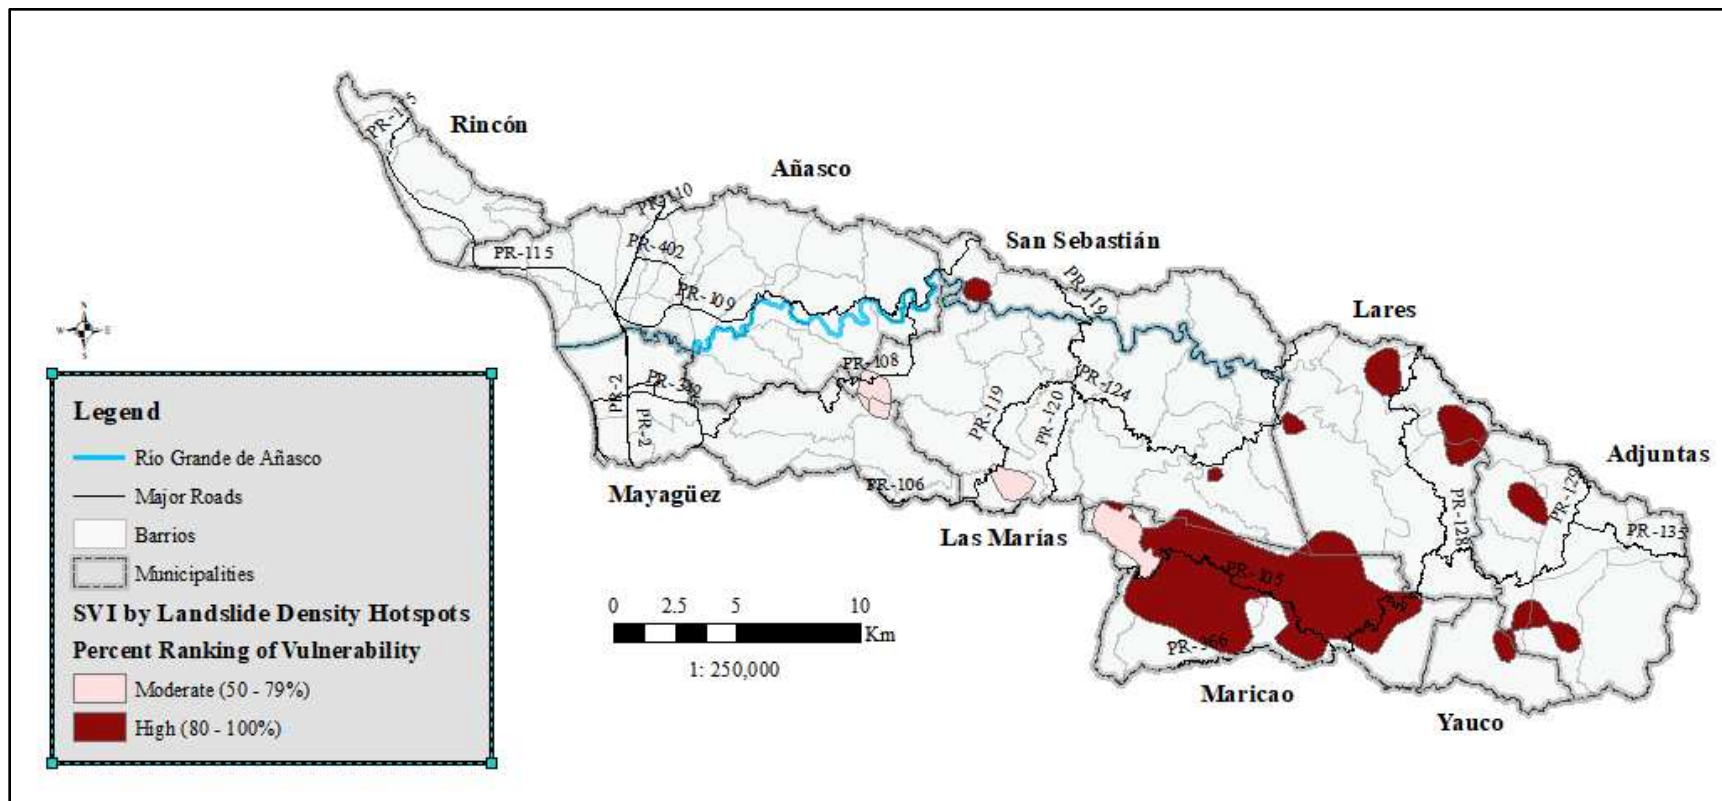 PR-115
Rincón
Añasco
PR-110
San Sebastián
PR-402
PR-115
PR-119
PR-109
Lares
N
W E
S
PR-108
PR-2
PR-124
PR-119
PR-120
PR-2
Adjuntas
PR-106
Mayagüez
PR-129
PR-128
PR-135
Las Marías
PR-105
PR-366
Maricao
Yauco
Legend
Río Grande de Añasco
Major Roads
Barrios
Municipalities
SVI by Landslide Density Hotspots
Percent Ranking of Vulnerability
Moderate (50 - 79%)
High (80 - 100%)
0 2.5 5 10
Km
1: 250,000